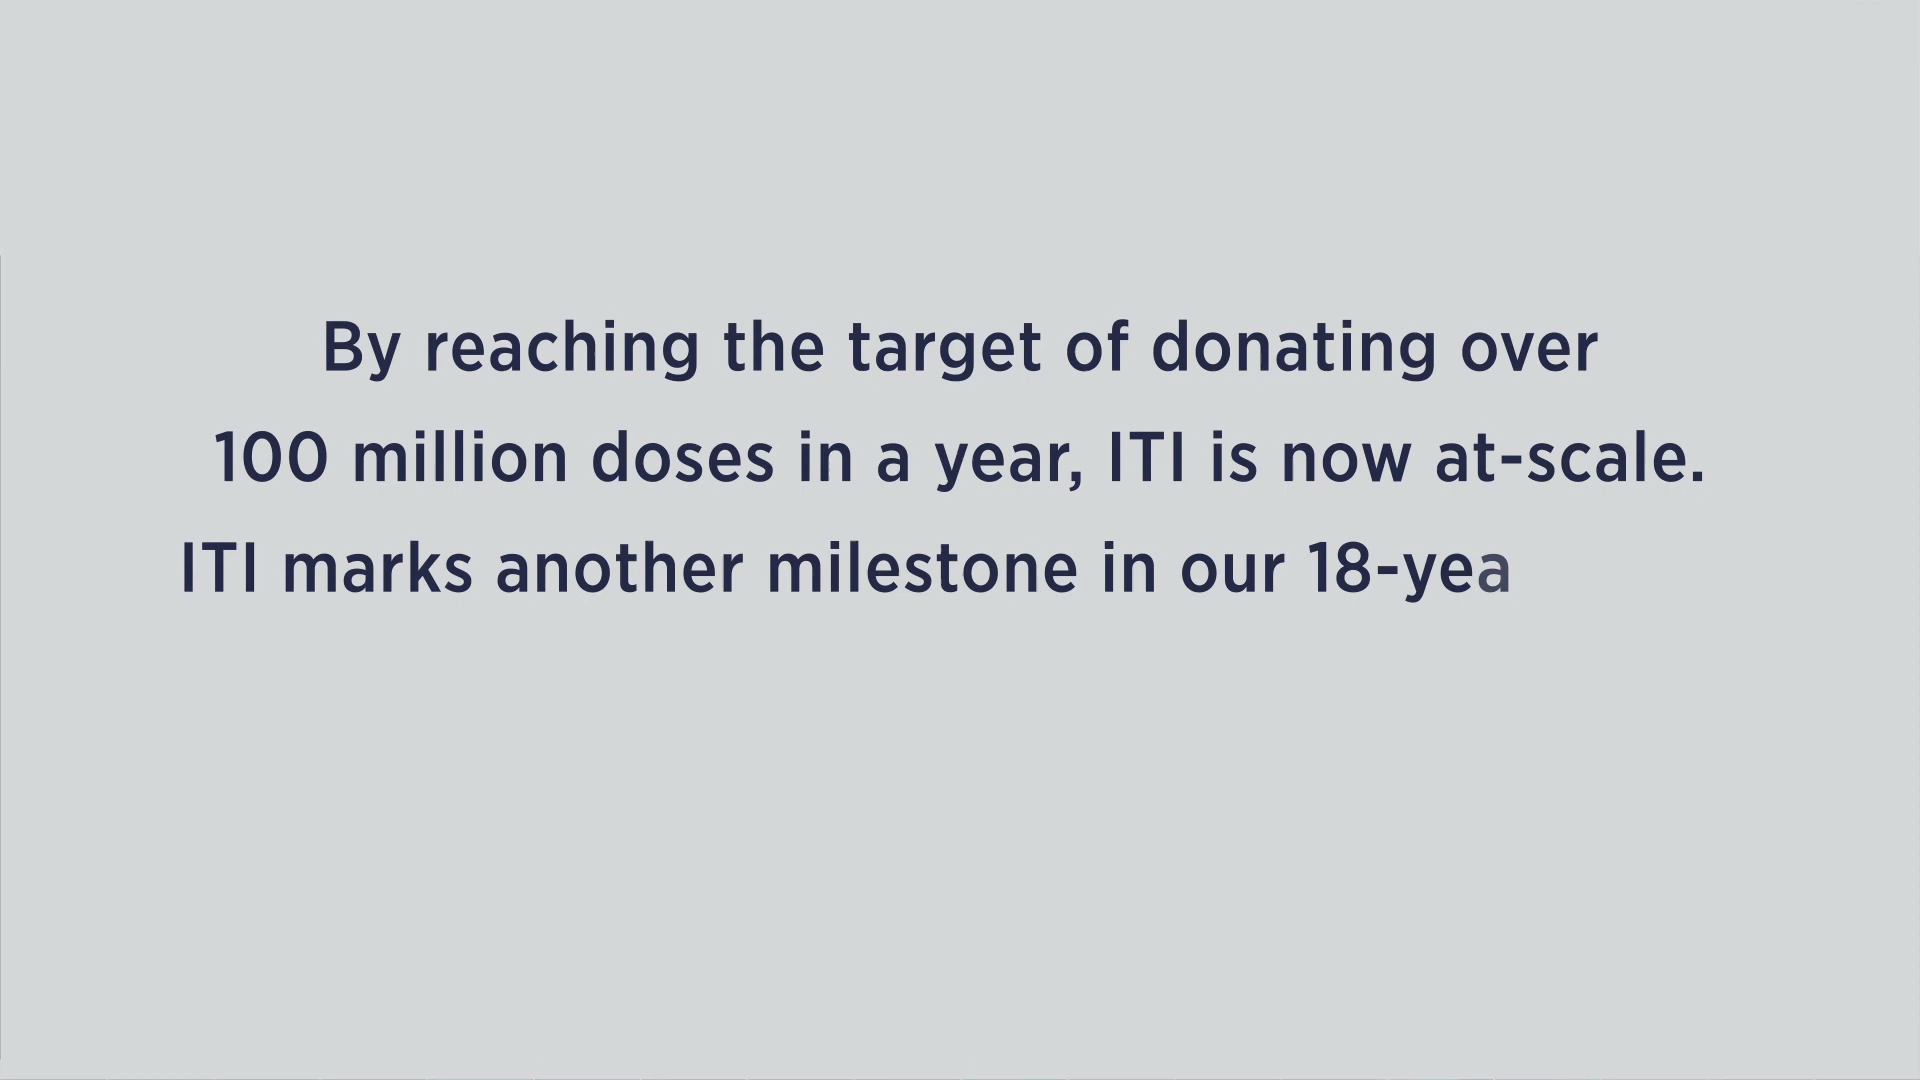 By reaching the target of donating over
100 million doses in a year, ITI is now at-scale.
ITI marks another milestone in our 18-yea